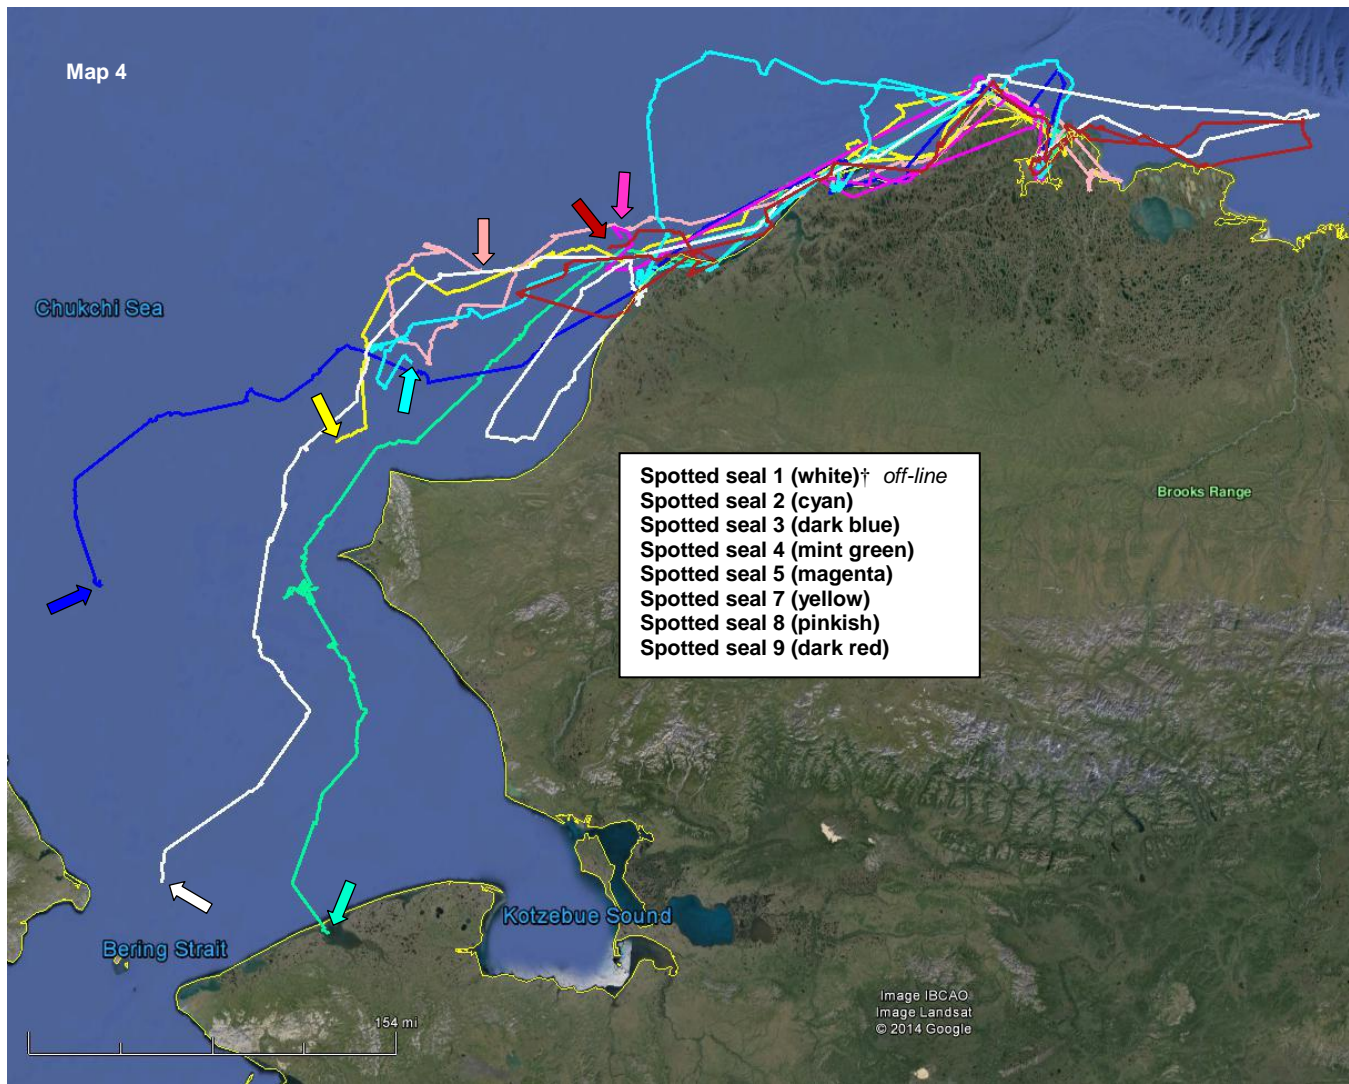 Map 4
Chukchi Sea
Spotted seal 1 (white)† off-line
Spotted seal 2 (cyan)
Spotted seal 3 (dark blue)
Spotted seal 4 (mint green)
Spotted seal 5 (magenta)
Spotted seal 7 (yellow)
Spotted seal 8 (pinkish)
Spotted seal 9 (dark red)
Brooks Range
Kotzebue Sound
Bering Strait
Image IBCAO
Image Landsat
© 2014 Google
154 mi